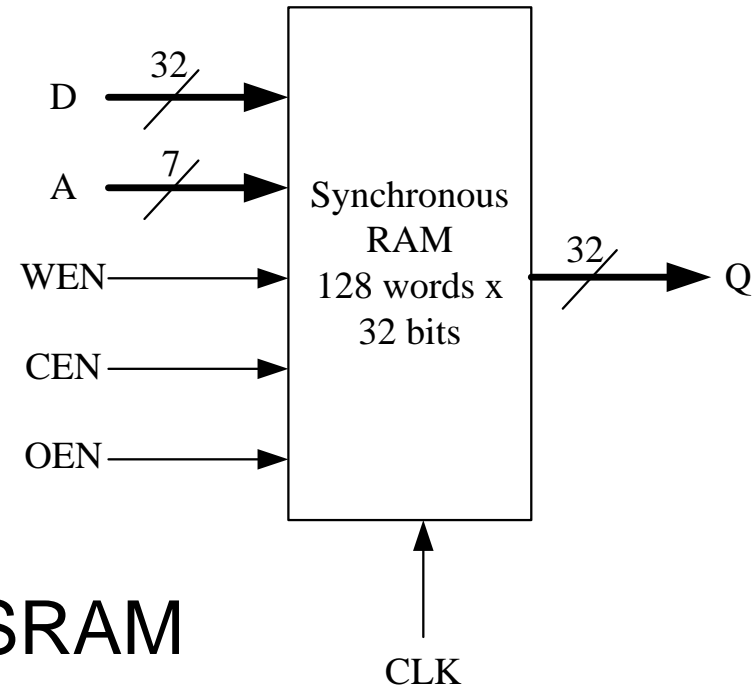 32
D
7
A
Synchronous
RAM
128 words x
32 bits
WEN
32
Q
CEN
OEN
SRAM
CLK